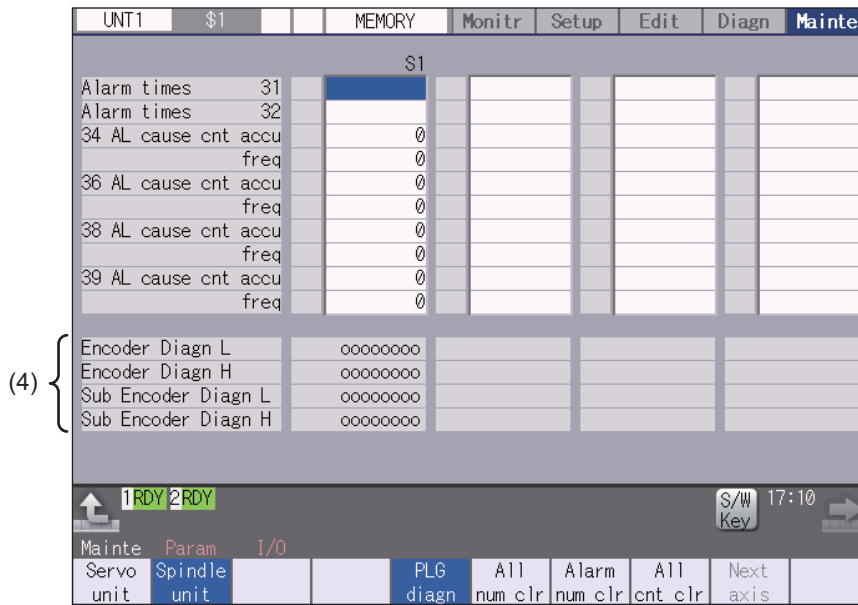 UNT1 $1 MEMORY Monitr Setup Edit Diagn Mainte
S1
Alarm times 31
Alarm times 32
34 AL cause cnt accu 0
freq 0
36 AL cause cnt accu 0
freq 0
38 AL cause cnt accu 0
freq 0
39 AL cause cnt accu 0
freq 0
(4)
Encoder Diagn L oooooooo
Encoder Diagn H oooooooo
Sub Encoder Diagn L oooooooo
Sub Encoder Diagn H oooooooo
1RDY 2RDY S/W Key 17:10
Mainte Param I/O
Servo unit Spindle unit PLG diagn All num clr Alarm num clr All cnt clr Next axis